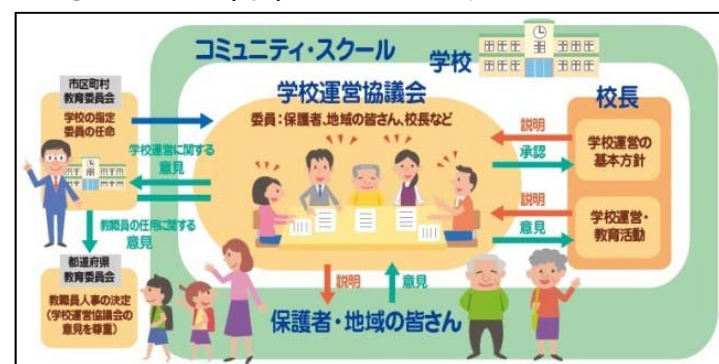 コミュニティ・スクール
学校
市区町村
教育委員会
学校の指定
委員の任命
学校運営協議会
委員:保護者、地域の皆さん、校長など
校長
学校運営の
基本方針
学校運営・
教育活動
説明
承認
説明
意見
学校運営に関する
意見
教職員の任用に関する
意見
都道府県
教育委員会
教職員人事の決定
(学校運営協議会の
意見を尊重)
説明
意見
保護者・地域の皆さん